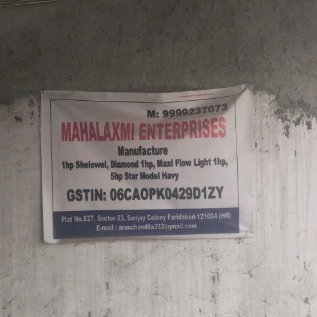 M: 9999237073
MAHALAXMI ENTERPRISES
Manufacture
1hp Shelowel, Diamond 1hp, Maxi Flow Light 1hp,
5hp Star Model Havy
GSTIN: 06CAOPK0429D1ZY
Plot No.E27, Sector-23, Sanjay Colony Faridabad-121004 (HR)
E-mail :